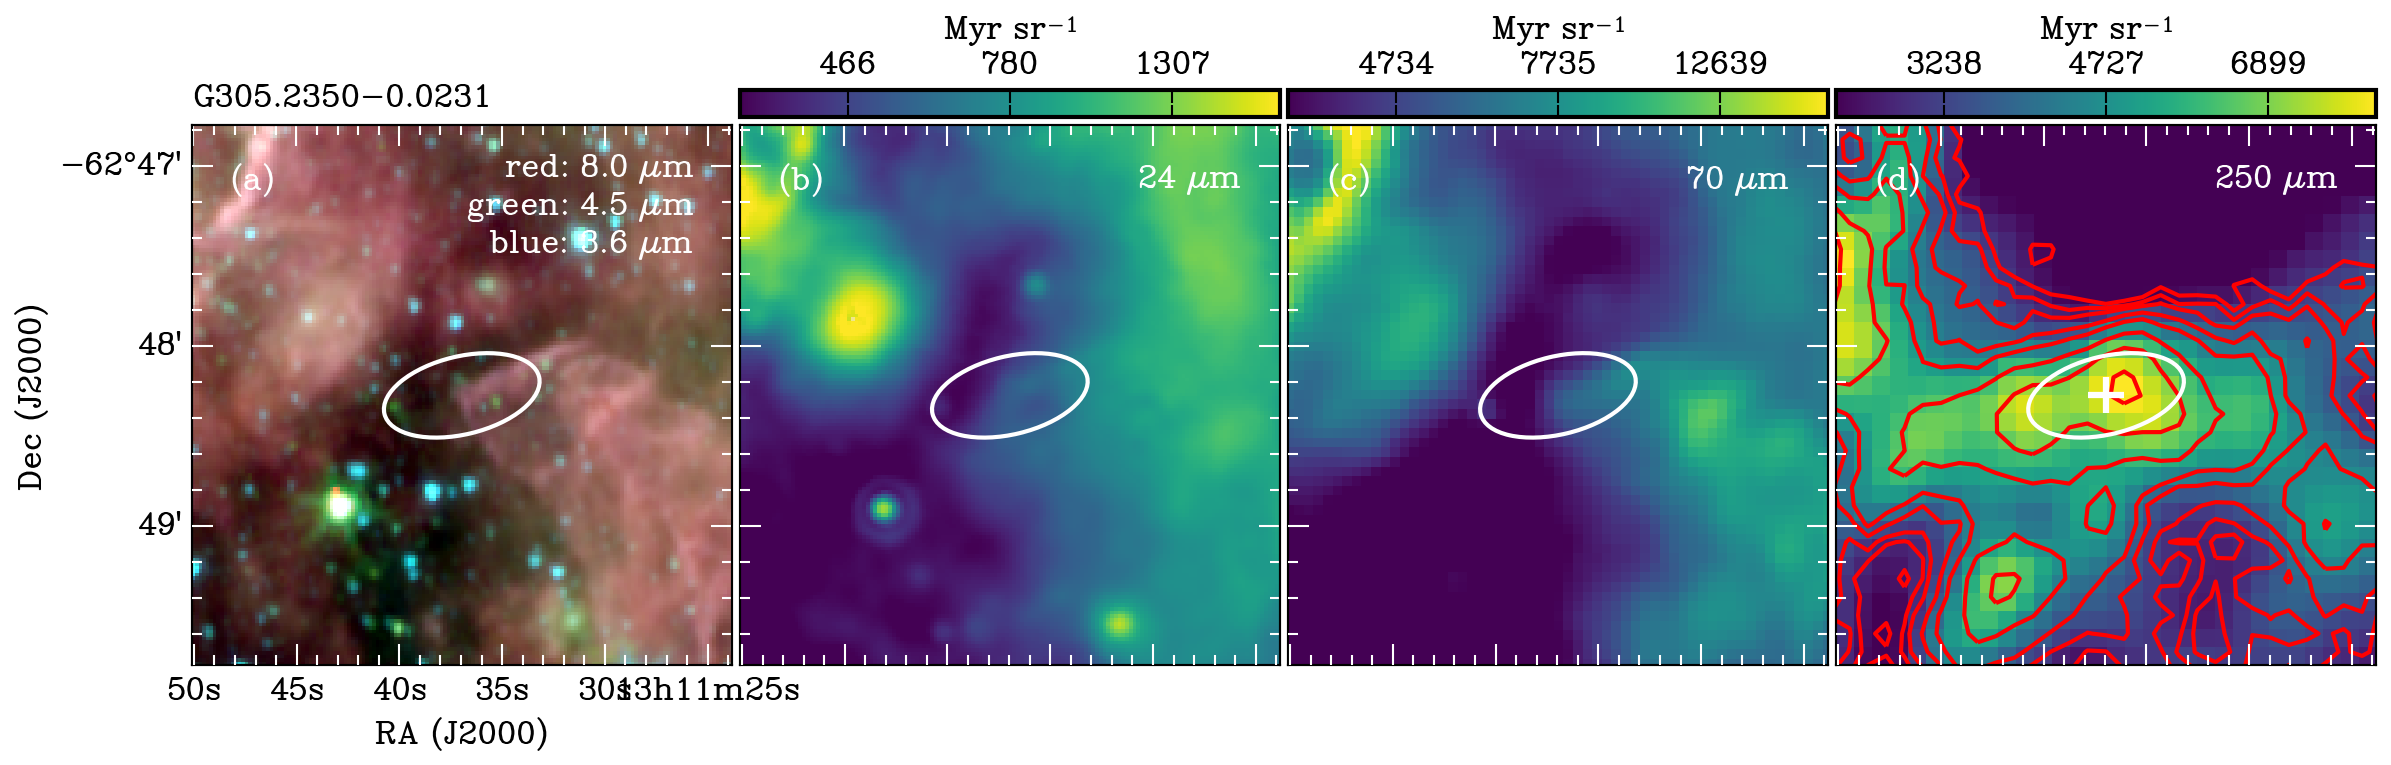 G305.2350−0.0231
Myr sr−1
466 780 1307
Myr sr−1
4734 7735 12639
Myr sr−1
3238 4727 6899
(a)
red: 8.0 μm
green: 4.5 μm
blue: 3.6 μm
(b)
24 μm
(c)
70 μm
(d)
250 μm
−62°47'
48'
49'
Dec (J2000)
50s 45s 40s 35s 30s 13h11m25s
RA (J2000)